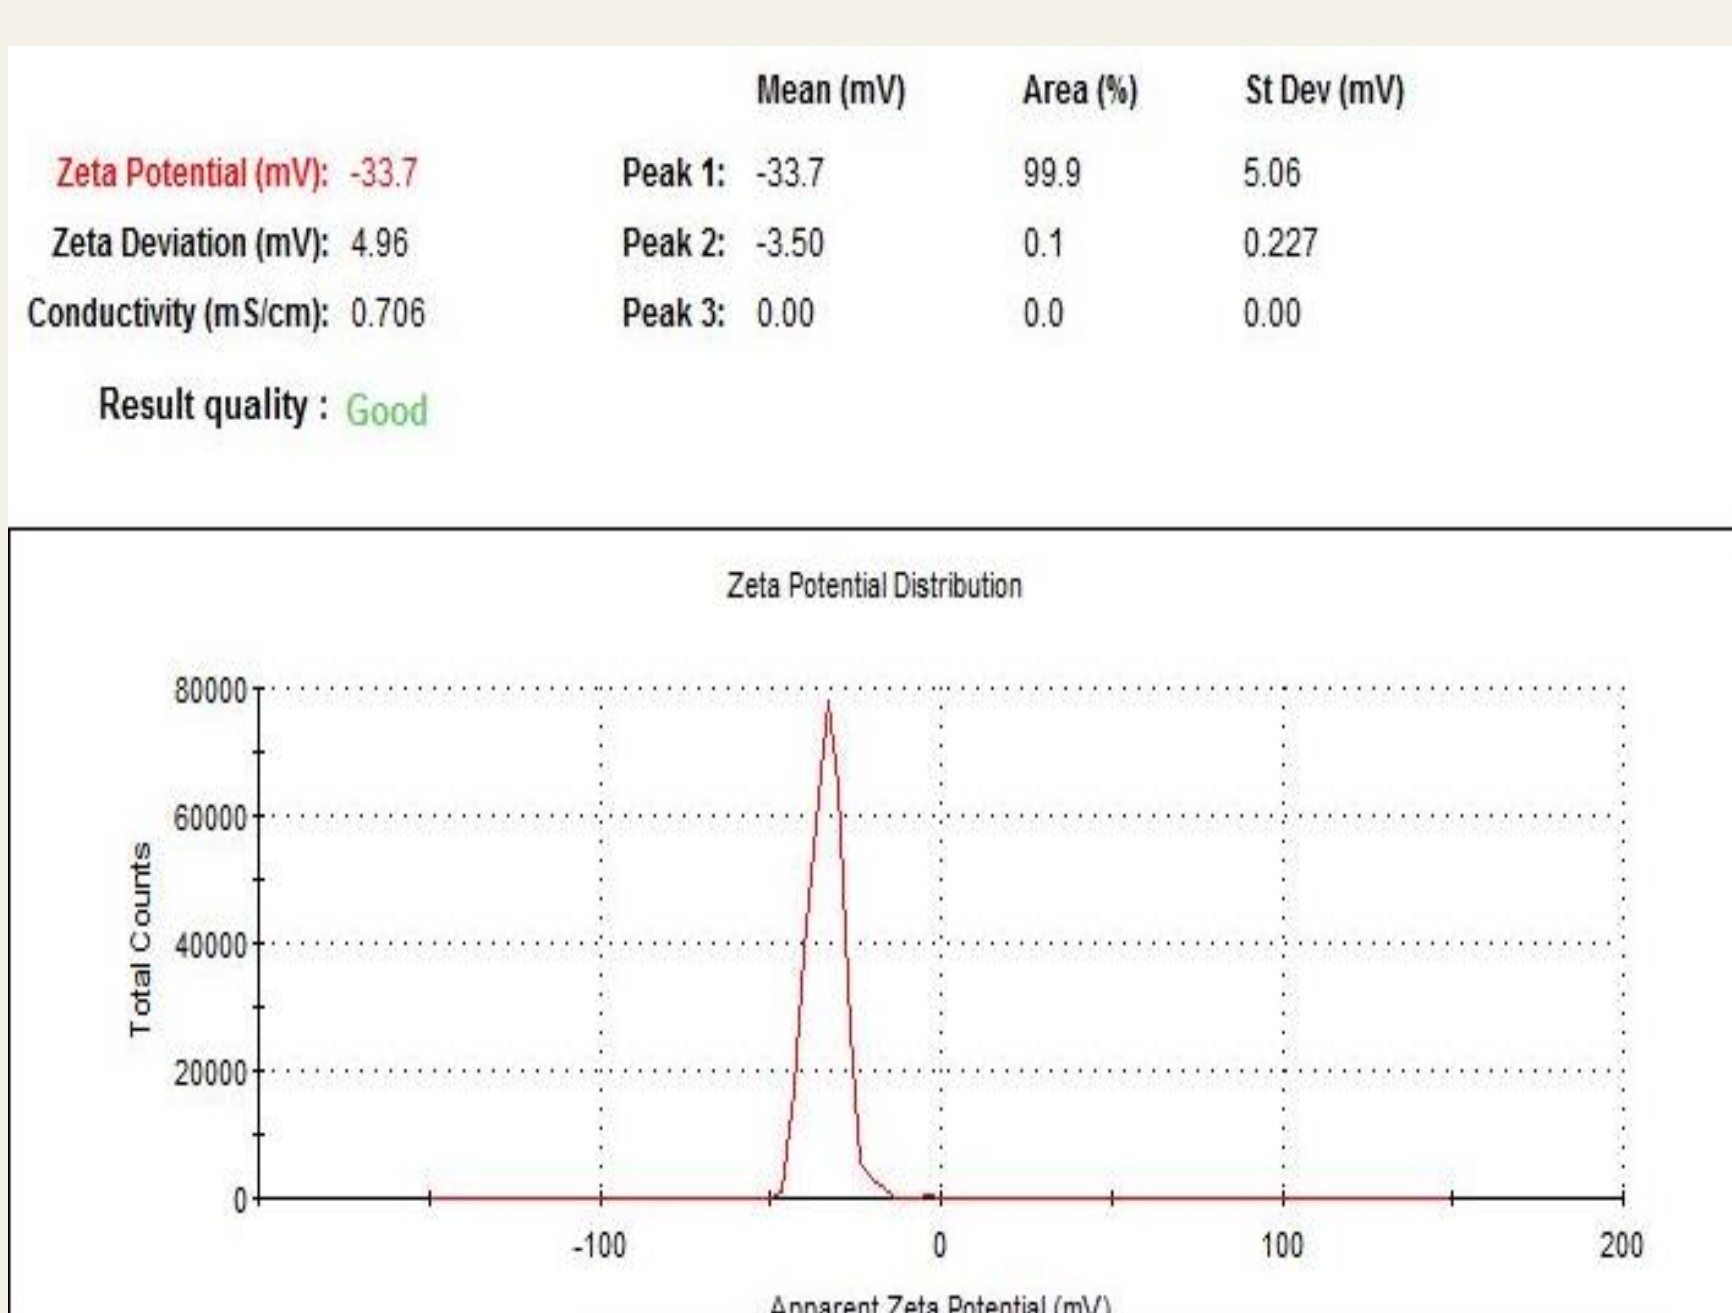 Mean (mV) Area (%) St Dev (mV)
Zeta Potential (mV): -33.7 Peak 1: -33.7 99.9 5.06
Zeta Deviation (mV): 4.96 Peak 2: -3.50 0.1 0.227
Conductivity (mS/cm): 0.706 Peak 3: 0.00 0.0 0.00
Result quality : Good
Zeta Potential Distribution
80000
60000
40000
20000
0
Total Counts
-100 0 100 200
Apparent Zeta Potential (mV)